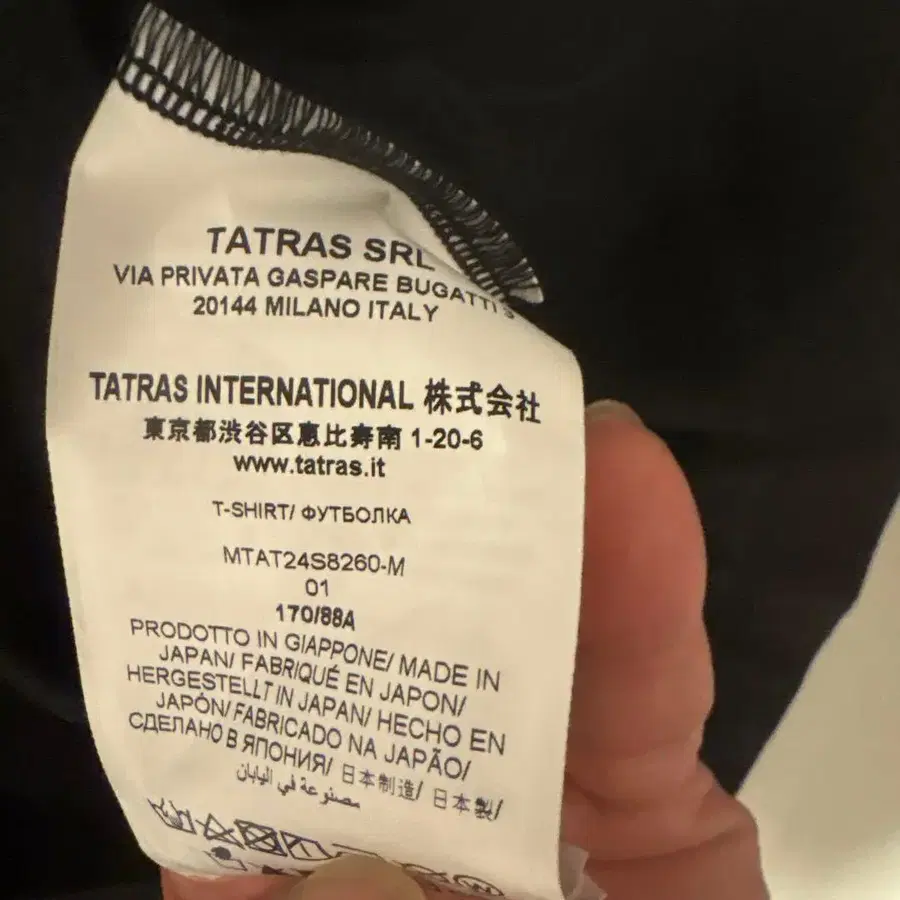 TATRAS SRL
VIA PRIVATA GASPARE BUGATTI 3
20144 MILANO ITALY
TATRAS INTERNATIONAL 株式会社
東京都渋谷区恵比寿南 1-20-6
www.tatras.it
T-SHIRT/ ФУТБОЛКА
MTAT24S8260-M
01
170/88A
PRODOTTO IN GIAPPONE/ MADE IN
JAPAN/ FABRIQUÉ EN JAPON/
HERGESTELLT IN JAPAN/ HECHO EN
JAPÓN/ FABRICADO NA JAPÃO/
СДЕЛАНО В ЯПОНИЯ/ 日本制造/ 日本製/
مصنوعة في اليابان